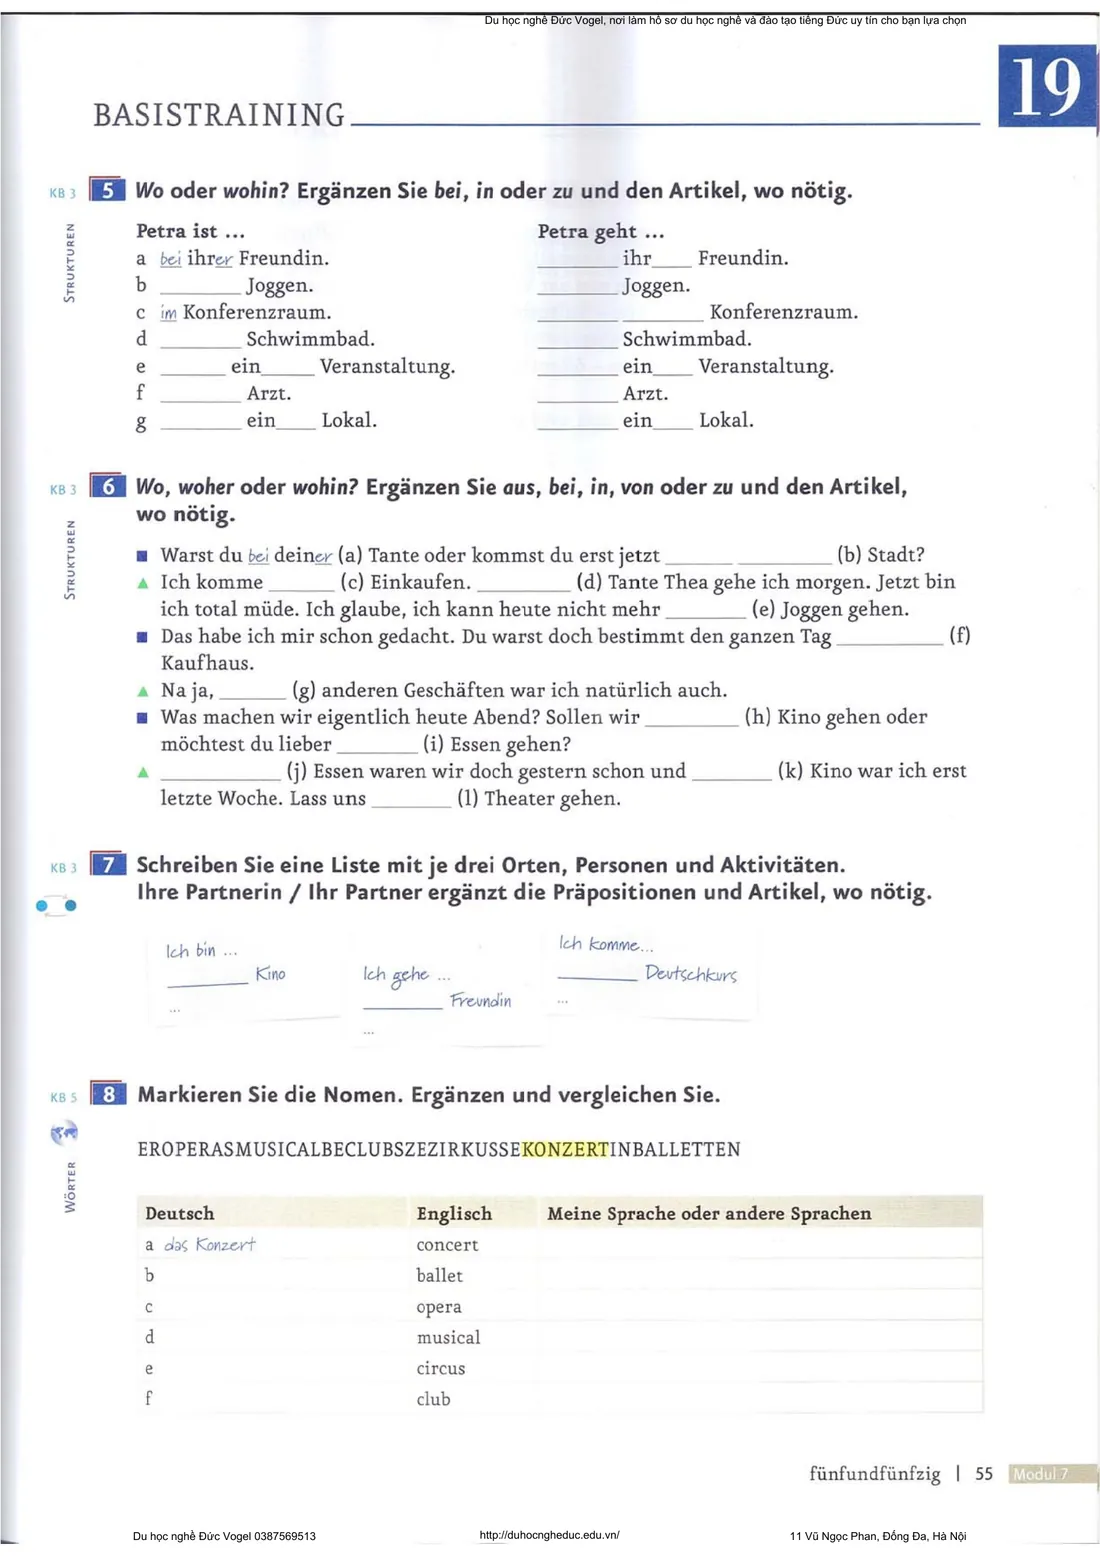 Du học nghề Đức Vogel, nơi làm hồ sơ du học nghề và đào tạo tiếng Đức uy tín cho bạn lựa chọn
19
BASISTRAINING
KB 3 5 Wo oder wohin? Ergänzen Sie bei, in oder zu und den Artikel, wo nötig.
STRUKTUREN
Petra ist ... Petra geht ...
a bei ihrer Freundin. ________ ihr____ Freundin.
b ________ Joggen. ________ Joggen.
c im Konferenzraum. ________ ________ Konferenzraum.
d ________ Schwimmbad. ________ Schwimmbad.
e ________ ein______ Veranstaltung. ________ ein____ Veranstaltung.
f ________ Arzt. ________ Arzt.
g ________ ein____ Lokal. ________ ein____ Lokal.
KB 3 6 Wo, woher oder wohin? Ergänzen Sie aus, bei, in, von oder zu und den Artikel,
wo nötig.
STRUKTUREN
■ Warst du bei deiner (a) Tante oder kommst du erst jetzt _______ _________ (b) Stadt?
▲ Ich komme _______ (c) Einkaufen. _________ (d) Tante Thea gehe ich morgen. Jetzt bin
ich total müde. Ich glaube, ich kann heute nicht mehr ________ (e) Joggen gehen.
■ Das habe ich mir schon gedacht. Du warst doch bestimmt den ganzen Tag __________ (f)
Kaufhaus.
▲ Na ja, _______ (g) anderen Geschäften war ich natürlich auch.
■ Was machen wir eigentlich heute Abend? Sollen wir _________ (h) Kino gehen oder
möchtest du lieber ________ (i) Essen gehen?
▲ ____________ (j) Essen waren wir doch gestern schon und ________ (k) Kino war ich erst
letzte Woche. Lass uns ________ (l) Theater gehen.
KB 3 7 Schreiben Sie eine Liste mit je drei Orten, Personen und Aktivitäten.
Ihre Partnerin / Ihr Partner ergänzt die Präpositionen und Artikel, wo nötig.
Ich bin ...
________ Kino
...
Ich gehe ...
________ Freundin
...
Ich komme...
________ Deutschkurs
...
KB 5 8 Markieren Sie die Nomen. Ergänzen und vergleichen Sie.
WÖRTER
EROPERASMUSICALBECLUBSZEZIRKUSSEKONZERTINBALLETTEN
Deutsch Englisch Meine Sprache oder andere Sprachen
a das Konzert concert
b ballet
c opera
d musical
e circus
f club
fünfundfünfzig | 55 Modul 7
Du học nghề Đức Vogel 0387569513 http://duhocngheduc.edu.vn/ 11 Vũ Ngọc Phan, Đống Đa, Hà Nội